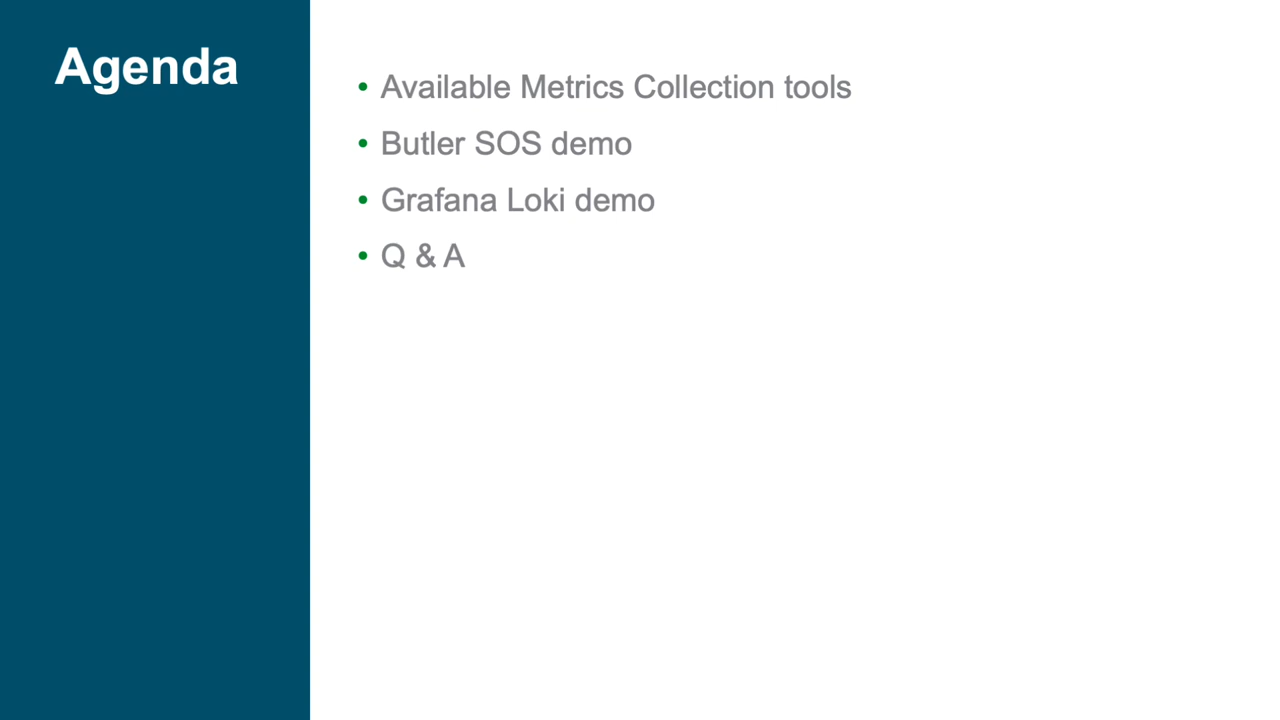 Agenda
• Available Metrics Collection tools
• Butler SOS demo
• Grafana Loki demo
• Q & A